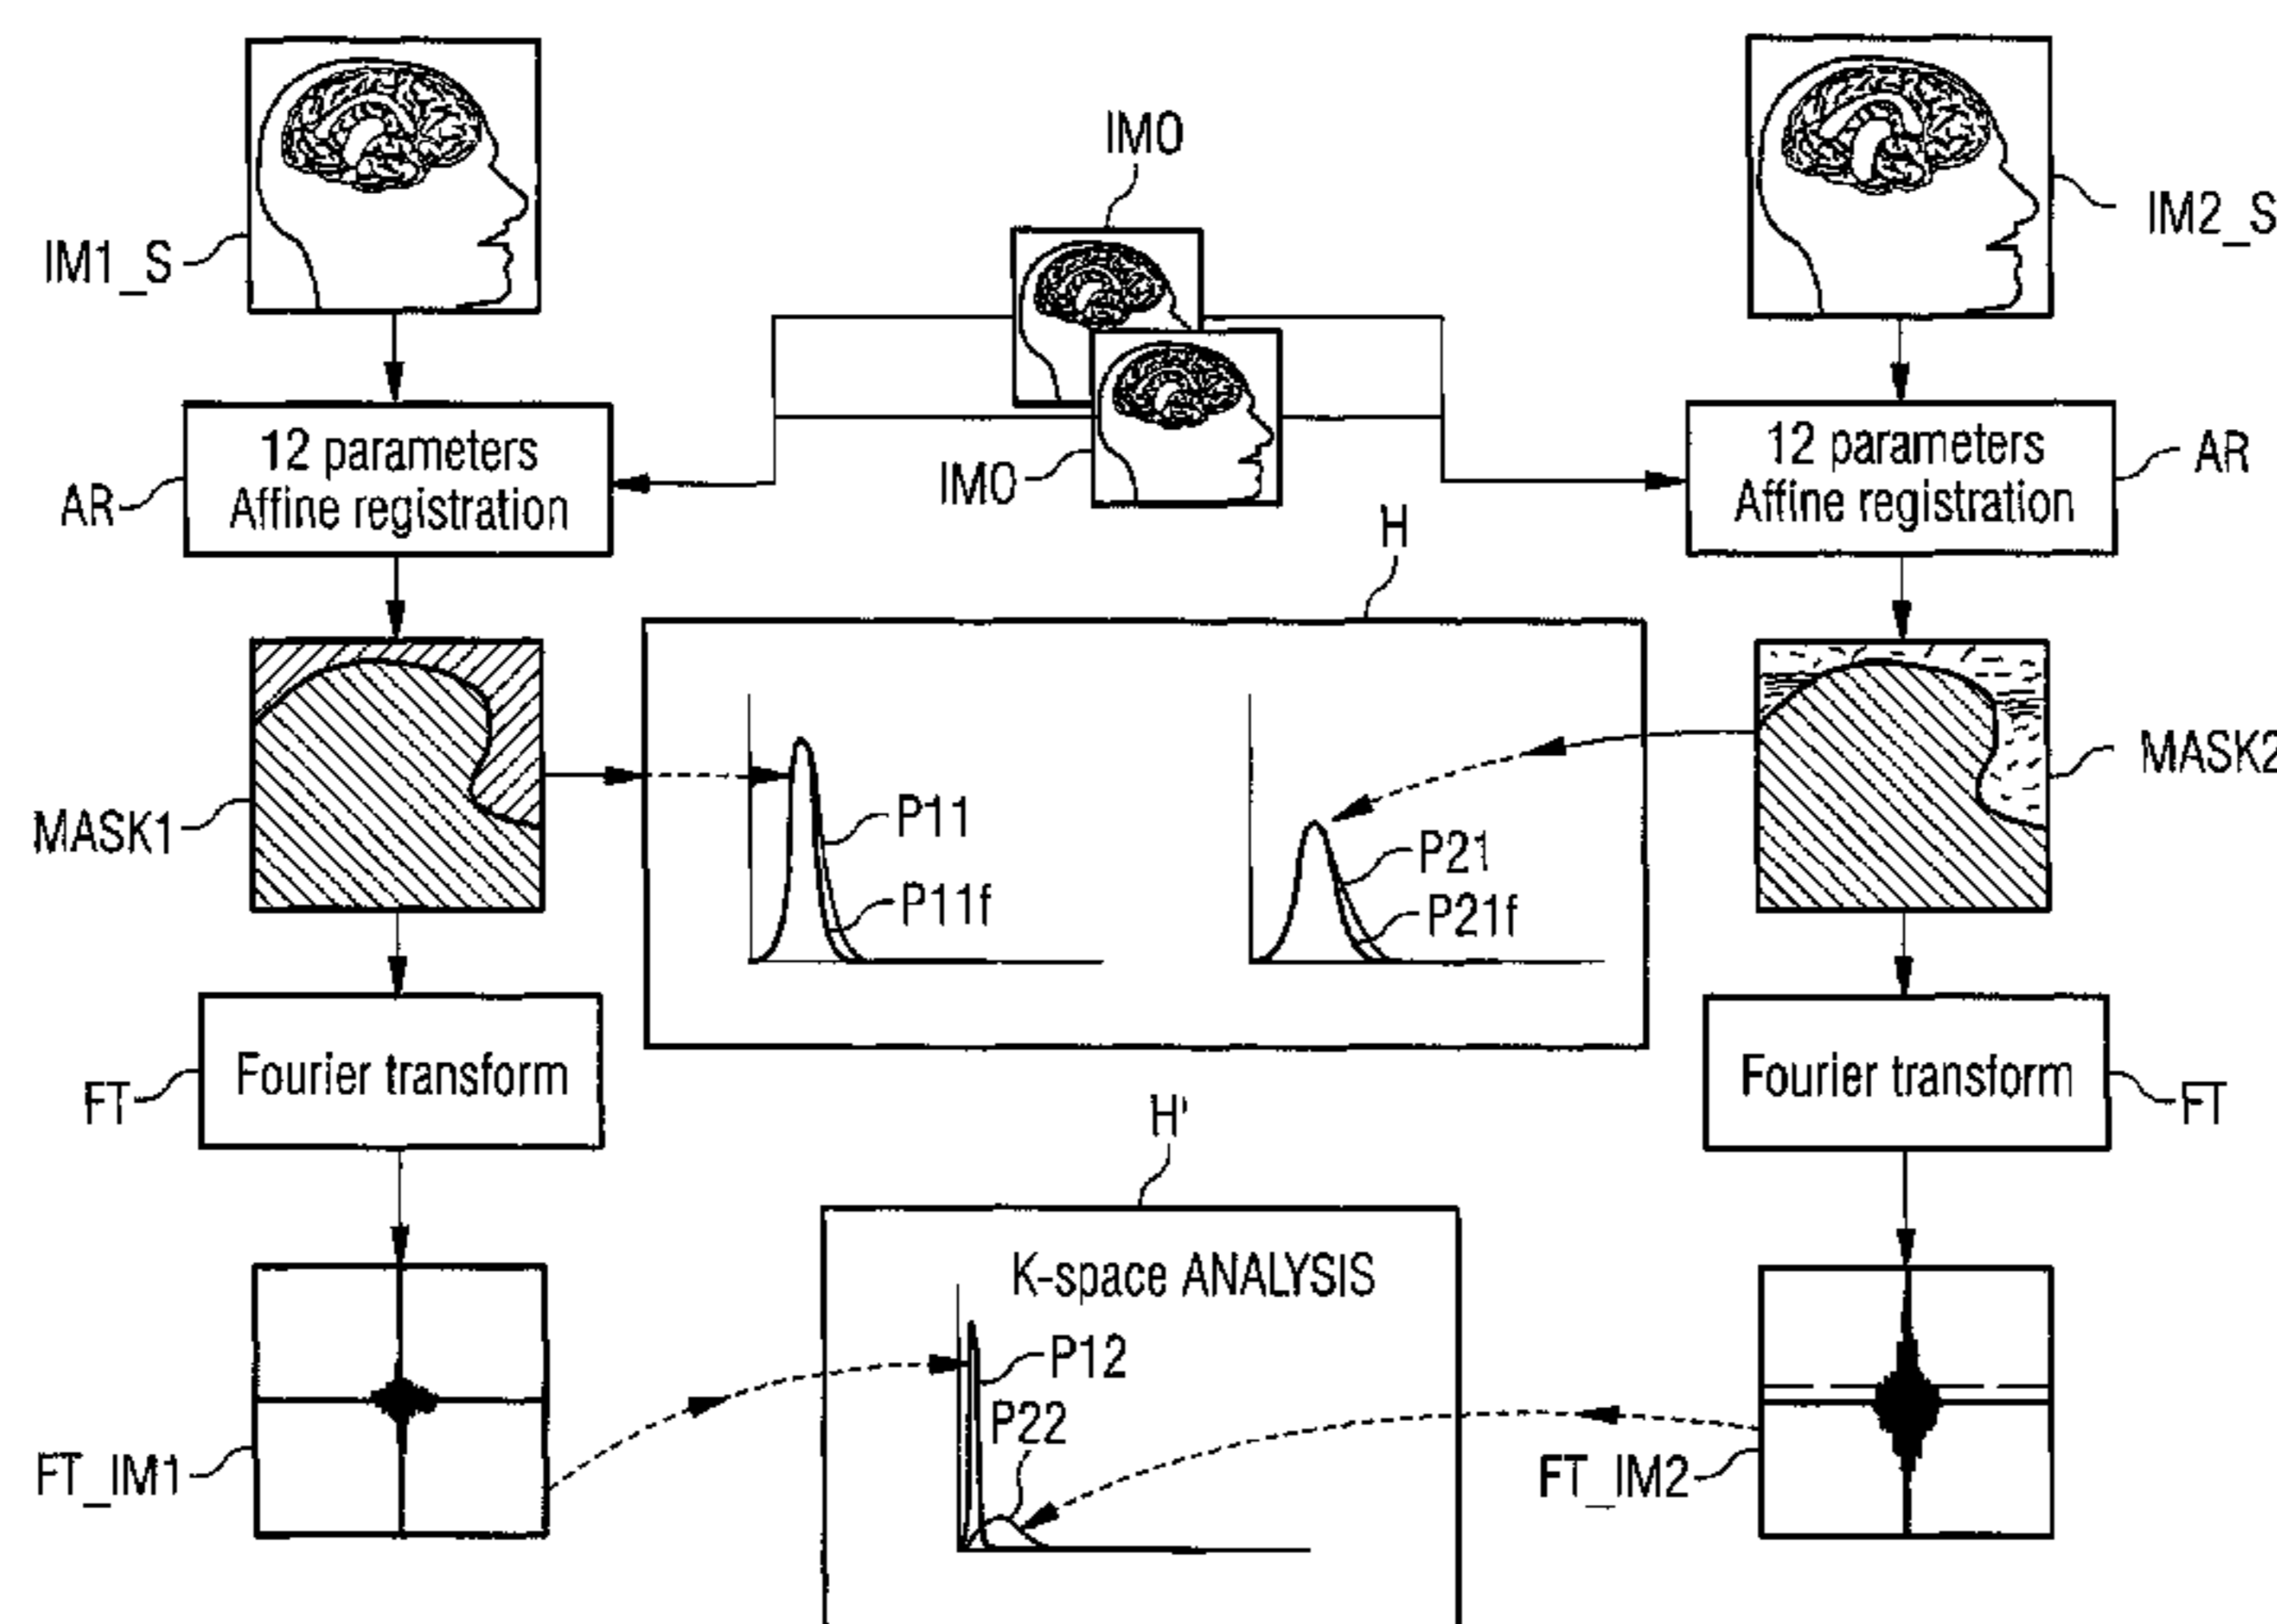 IM0
IM1_S
IM2_S
12 parameters
Affine registration
AR
IM0
12 parameters
Affine registration
AR
H
MASK1
P11
P11f
P21
P21f
MASK2
Fourier transform
FT
Fourier transform
FT
H'
K-space ANALYSIS
P12
P22
FT_IM1
FT_IM2